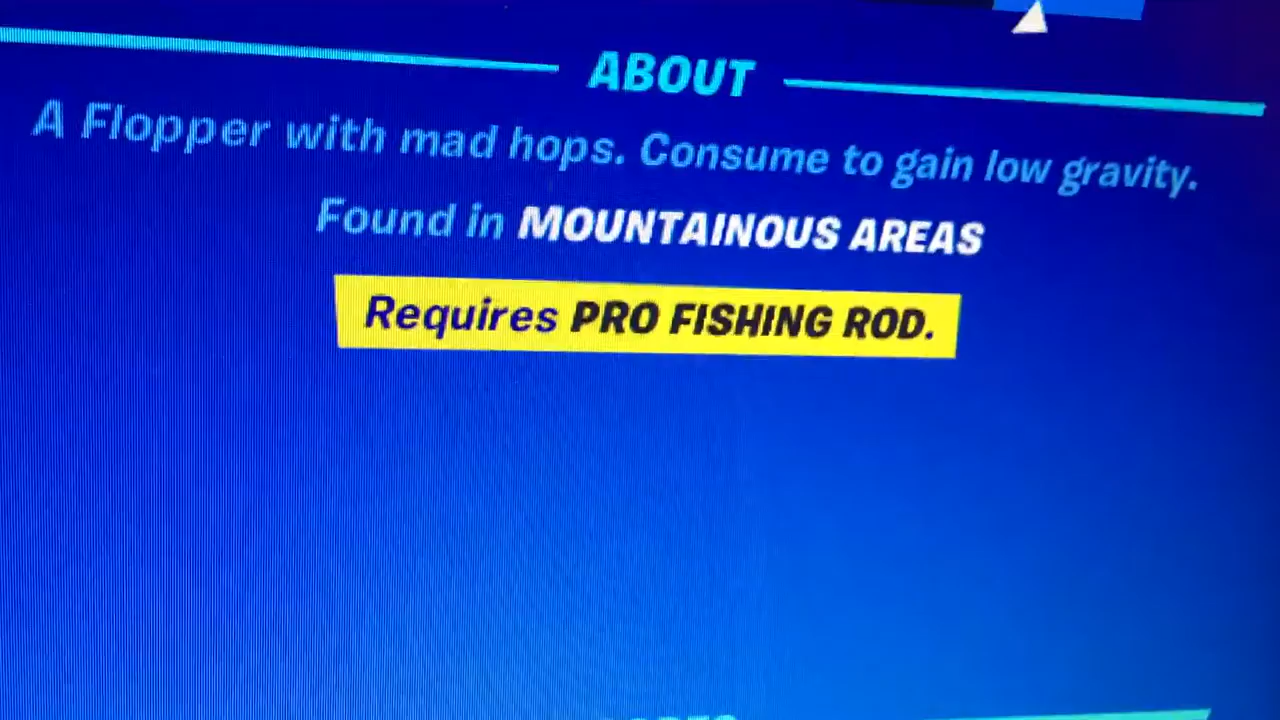 ABOUT
A Flopper with mad hops. Consume to gain low gravity.
Found in MOUNTAINOUS AREAS
Requires PRO FISHING ROD.